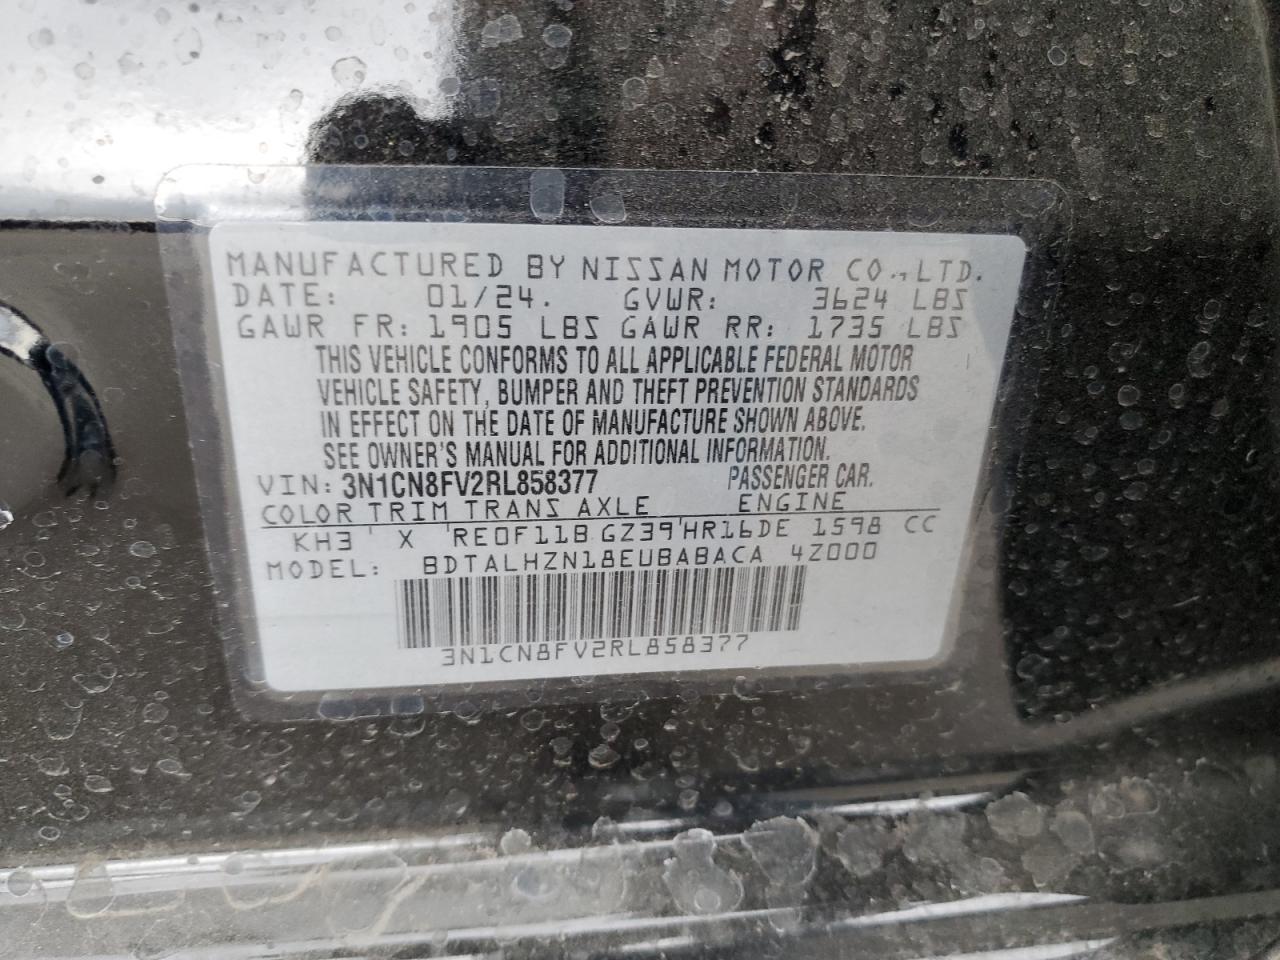 MANUFACTURED BY NISSAN MOTOR CO.,LTD.
DATE: 01/24. GVWR: 3624 LBS
GAWR FR: 1905 LBS GAWR RR: 1735 LBS
THIS VEHICLE CONFORMS TO ALL APPLICABLE FEDERAL MOTOR
VEHICLE SAFETY, BUMPER AND THEFT PREVENTION STANDARDS
IN EFFECT ON THE DATE OF MANUFACTURE SHOWN ABOVE.
SEE OWNER'S MANUAL FOR ADDITIONAL INFORMATION.
VIN: 3N1CN8FV2RL858377 PASSENGER CAR.
COLOR TRIM TRANS AXLE ENGINE
KH3 X RE0F11B GZ39 HR16DE 1598 CC
MODEL: BDTALHZN18EUBABACA 4Z000
3N1CN8FV2RL858377